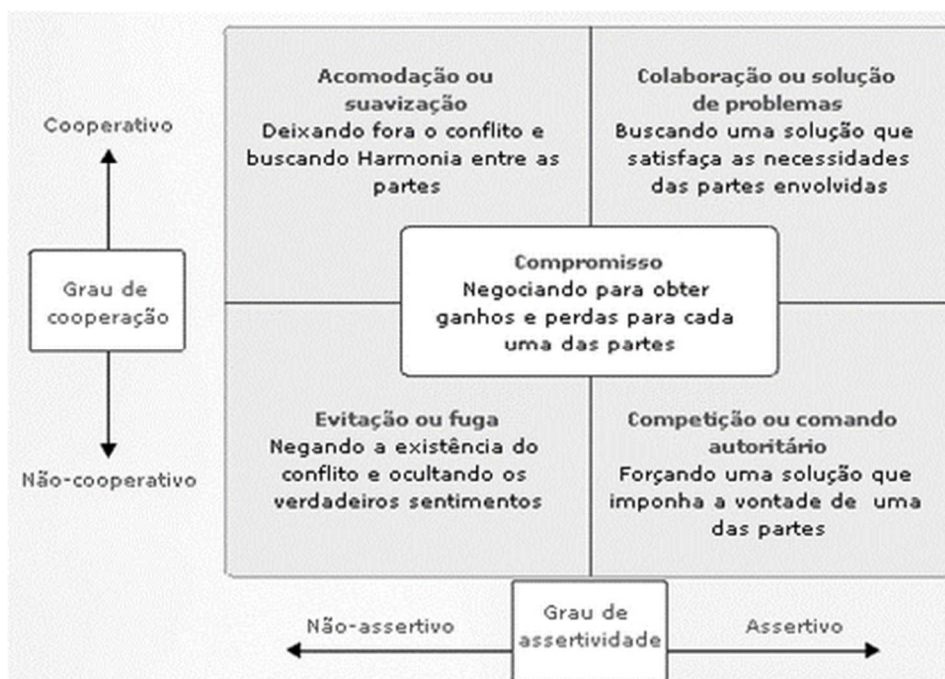 Cooperativo
Grau de
cooperação
Não-cooperativo
Acomodação ou
suavização
Deixando fora o conflito e
buscando Harmonia entre as
partes
Colaboração ou solução
de problemas
Buscando uma solução que
satisfaça as necessidades
das partes envolvidas
Compromisso
Negociando para obter
ganhos e perdas para cada
uma das partes
Evitação ou fuga
Negando a existência do
conflito e ocultando os
verdadeiros sentimentos
Competição ou comando
autoritário
Forçando uma solução que
imponha a vontade de uma
das partes
Não-assertivo
Grau de
assertividade
Assertivo